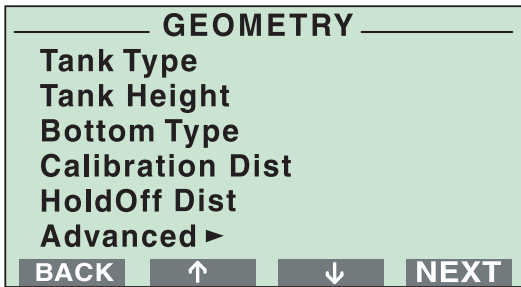 GEOMETRY
Tank Type
Tank Height
Bottom Type
Calibration Dist
HoldOff Dist
Advanced ►
BACK ↑ ↓ NEXT